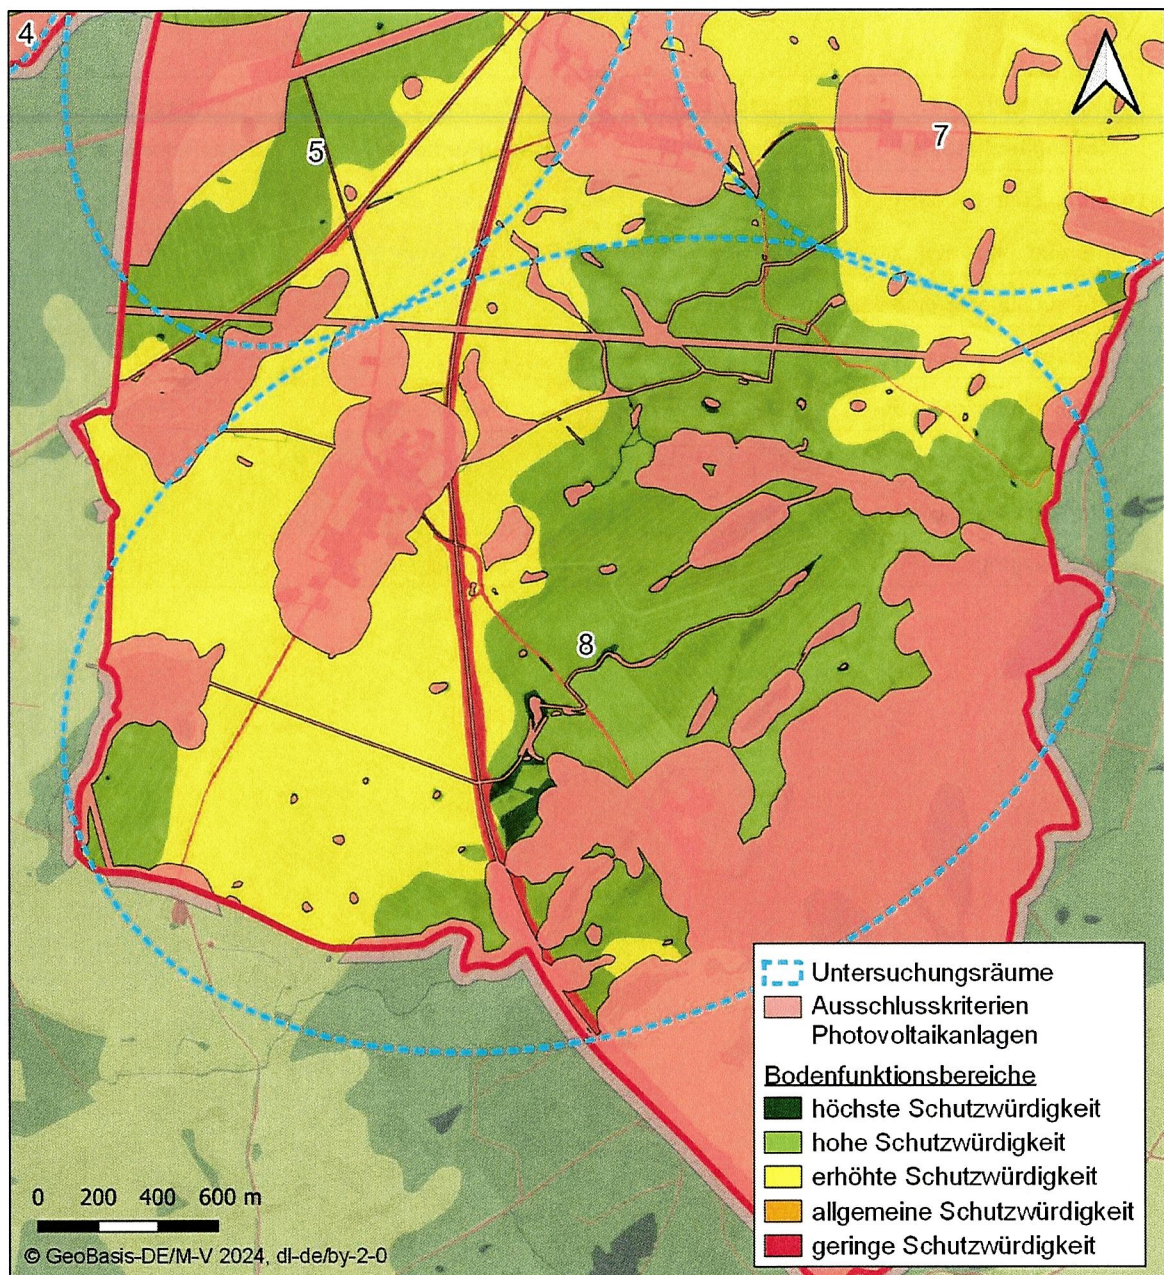 4
5
7
8
Untersuchungsräume
Ausschlusskriterien
Photovoltaikanlagen
Bodenfunktionsbereiche
höchste Schutzwürdigkeit
hohe Schutzwürdigkeit
erhöhte Schutzwürdigkeit
allgemeine Schutzwürdigkeit
geringe Schutzwürdigkeit
0 200 400 600 m
© GeoBasis-DE/M-V 2024, dl-de/by-2-0